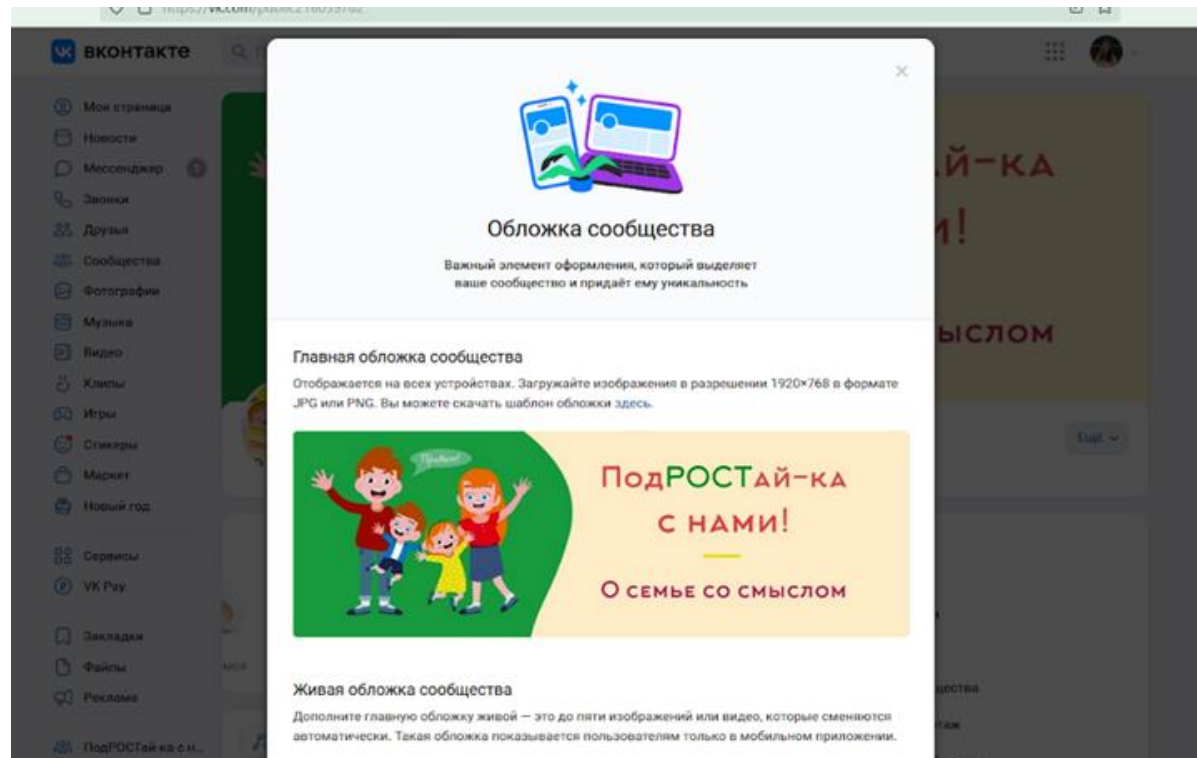 вконтакте
Моя страница
Новости
Мессенджер
Звонки
Друзья
Сообщества
Фотографии
Музыка
Видео
Клипы
Игры
Стикеры
Маркет
Новый год
Сервисы
VK Pay
Закладки
Файлы
Реклама
ПодРОСТай-ка с н...
Обложка сообщества
Важный элемент оформления, который выделяет
ваше сообщество и придаёт ему уникальность
Главная обложка сообщества
Отображается на всех устройствах. Загружайте изображения в разрешении 1920×768 в формате
JPG или PNG. Вы можете скачать шаблон обложки здесь.
Привет!
ПодРОСТай-ка
с нами!
О семье со смыслом
Живая обложка сообщества
Дополните главную обложку живой — это до пяти изображений или видео, которые сменяются
автоматически. Такая обложка показывается пользователям только в мобильном приложении.
й-ка
и!
ыслом
Ещё